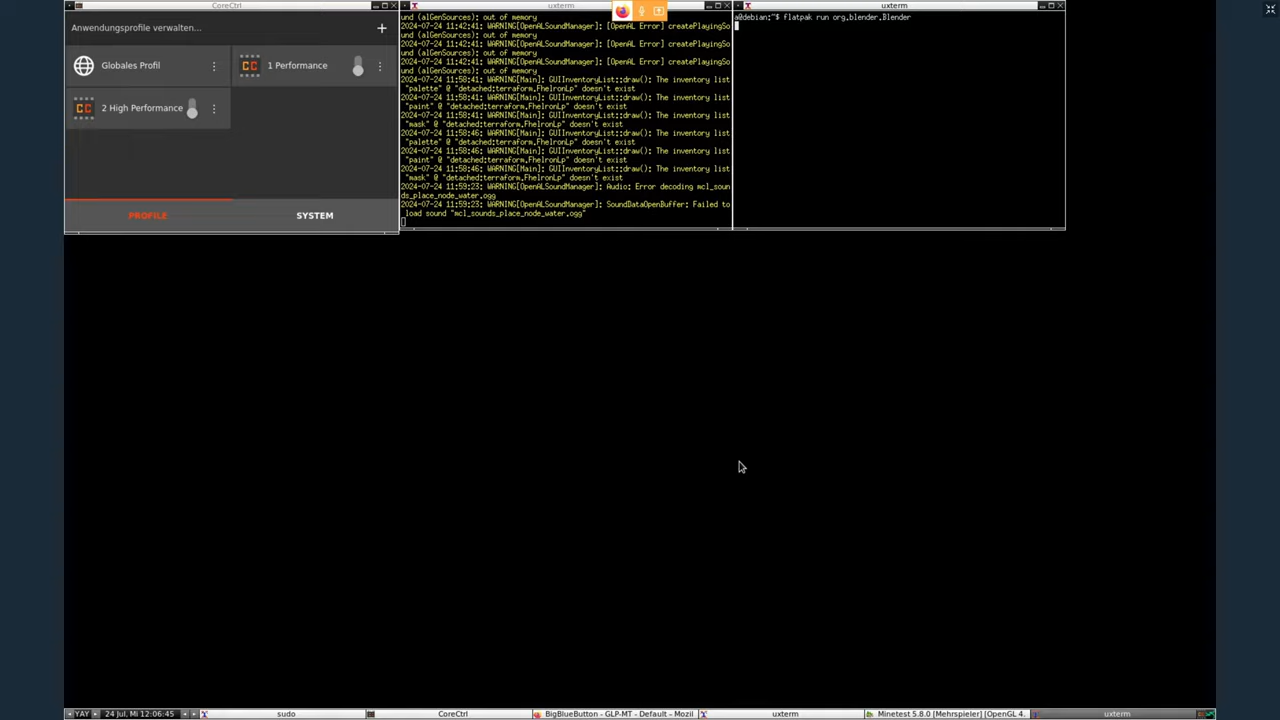 CoreCtrl
Anwendungsprofile verwalten...
Globales Profil
1 Performance
2 High Performance
PROFILE
SYSTEM
uxterm
und (alGenSources): out of memory
2024-07-24 11:42:41: WARNING[OpenALSoundManager]: [OpenAL Error] createPlayingSo
und (alGenSources): out of memory
2024-07-24 11:42:41: WARNING[OpenALSoundManager]: [OpenAL Error] createPlayingSo
und (alGenSources): out of memory
2024-07-24 11:42:41: WARNING[OpenALSoundManager]: [OpenAL Error] createPlayingSo
und (alGenSources): out of memory
2024-07-24 11:58:41: WARNING[Main]: GUIInventoryList::draw(): The inventory list
"palette" @ "detached:terraform.FhelronLp" doesn't exist
2024-07-24 11:58:41: WARNING[Main]: GUIInventoryList::draw(): The inventory list
"paint" @ "detached:terraform.FhelronLp" doesn't exist
2024-07-24 11:58:41: WARNING[Main]: GUIInventoryList::draw(): The inventory list
"mask" @ "detached:terraform.FhelronLp" doesn't exist
2024-07-24 11:58:46: WARNING[Main]: GUIInventoryList::draw(): The inventory list
"palette" @ "detached:terraform.FhelronLp" doesn't exist
2024-07-24 11:58:46: WARNING[Main]: GUIInventoryList::draw(): The inventory list
"paint" @ "detached:terraform.FhelronLp" doesn't exist
2024-07-24 11:58:46: WARNING[Main]: GUIInventoryList::draw(): The inventory list
"mask" @ "detached:terraform.FhelronLp" doesn't exist
2024-07-24 11:59:23: WARNING[OpenALSoundManager]: Audio: Error decoding mcl_soun
ds_place_node_water.ogg
2024-07-24 11:59:23: WARNING[OpenALSoundManager]: SoundDataOpenBuffer: Failed to
load sound "mcl_sounds_place_node_water.ogg"
uxterm
a@debian:~$ flatpak run org.blender.Blender
YAY
24 Jul, Mi 12:06:45
sudo
CoreCtrl
BigBlueButton - GLP-MT - Default - Mozil
uxterm
Minetest 5.8.0 [Mehrspieler] [OpenGL 4.
uxterm